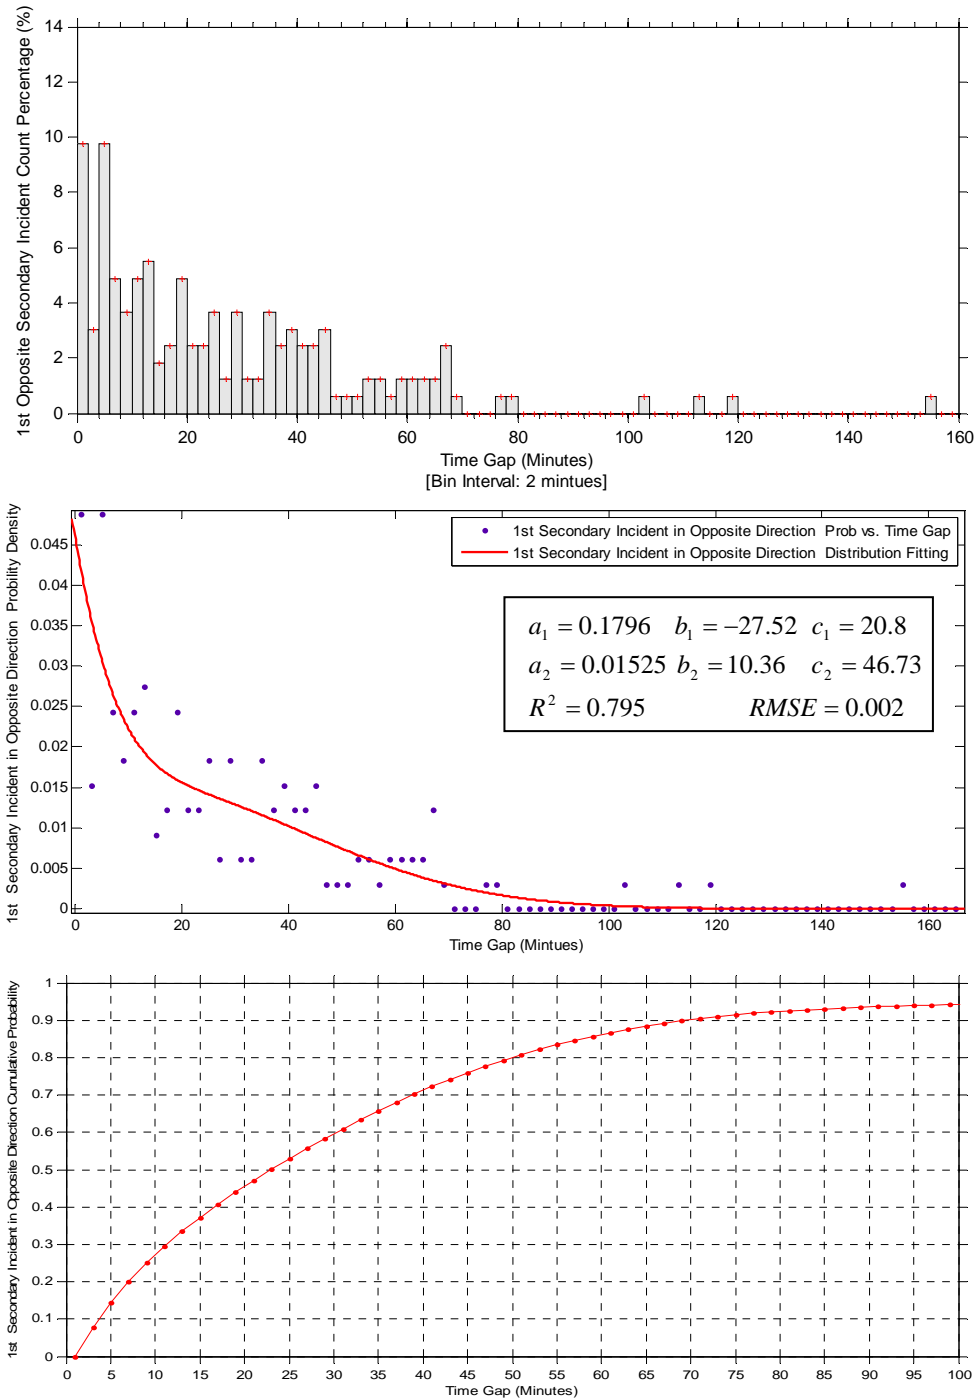 1st Opposite Secondary Incident Count Percentage (%)
14
12
10
8
6
4
2
0
0 20 40 60 80 100 120 140 160
Time Gap (Minutes)
[Bin Interval: 2 mintues]
1st Secondary Incident in Opposite Direction Probility Density
0.045
0.04
0.035
0.03
0.025
0.02
0.015
0.01
0.005
0
1st Secondary Incident in Opposite Direction Prob vs. Time Gap
1st Secondary Incident in Opposite Direction Distribution Fitting
a₁ = 0.1796 b₁ = −27.52 c₁ = 20.8
a₂ = 0.01525 b₂ = 10.36 c₂ = 46.73
R² = 0.795 RMSE = 0.002
0 20 40 60 80 100 120 140 160
Time Gap (Mintues)
1st Secondary Incident in Opposite Direction Cumulative Probability
1
0.9
0.8
0.7
0.6
0.5
0.4
0.3
0.2
0.1
0
0 5 10 15 20 25 30 35 40 45 50 55 60 65 70 75 80 85 90 95 100
Time Gap (Minutes)